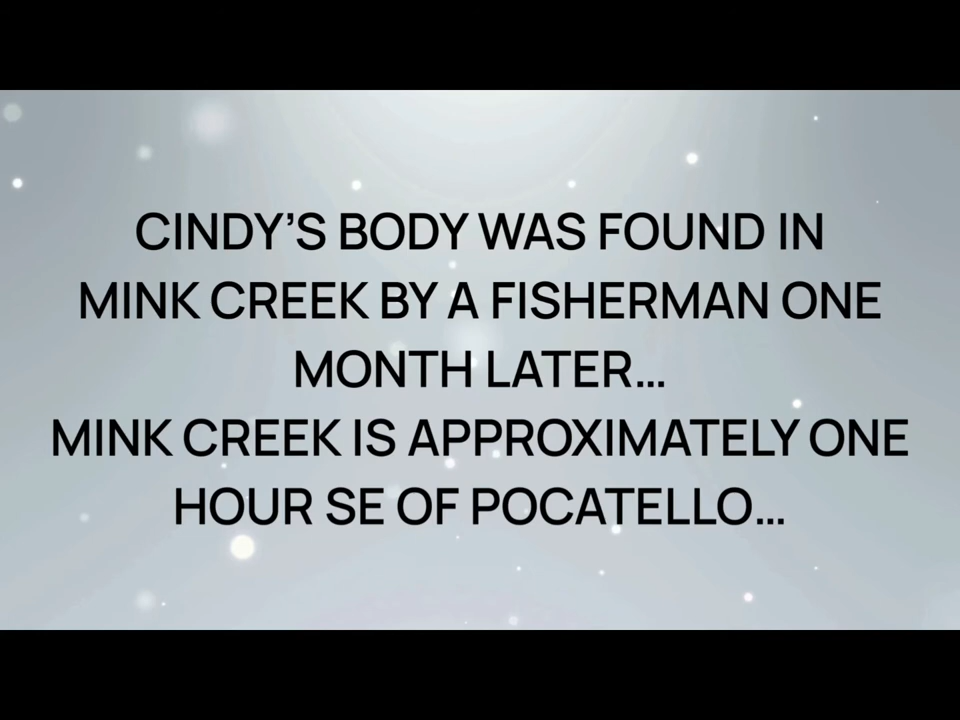 CINDY’S BODY WAS FOUND IN
MINK CREEK BY A FISHERMAN ONE
MONTH LATER...
MINK CREEK IS APPROXIMATELY ONE
HOUR SE OF POCATELLO...